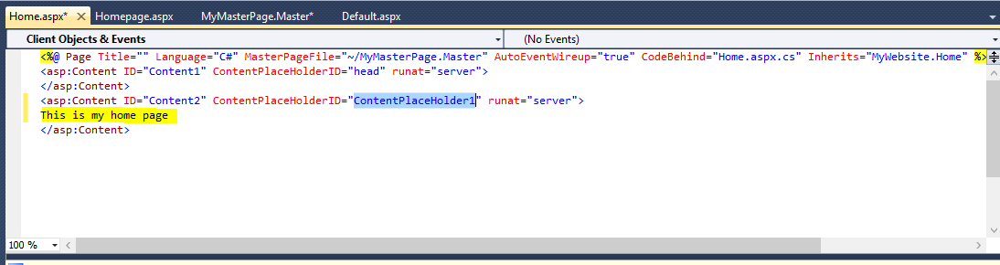 Home.aspx* Homepage.aspx MyMasterPage.Master* Default.aspx
Client Objects & Events (No Events)
<%@ Page Title="" Language="C#" MasterPageFile="~/MyMasterPage.Master" AutoEventWireup="true" CodeBehind="Home.aspx.cs" Inherits="MyWebsite.Home" %>
<asp:Content ID="Content1" ContentPlaceHolderID="head" runat="server">
</asp:Content>
<asp:Content ID="Content2" ContentPlaceHolderID="ContentPlaceHolder1" runat="server">
This is my home page
</asp:Content>
100 %